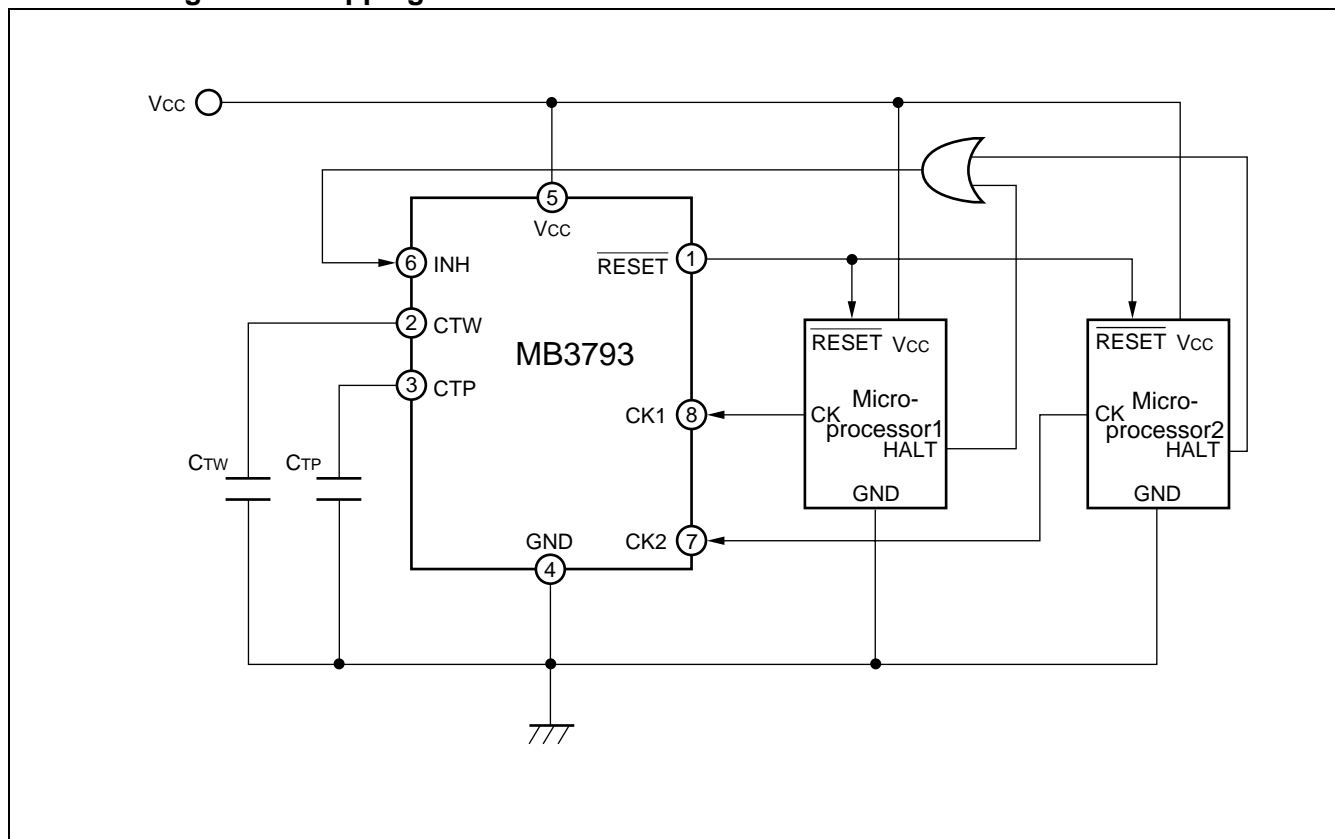 Vcc
5
Vcc
6 INH
RESET 1
2 CTW
RESET Vcc
RESET Vcc
MB3793
3 CTP
CK1 8
CK Micro-
processor1
HALT
CK Micro-
processor2
HALT
CTW
CTP
GND
GND
GND
CK2 7
4